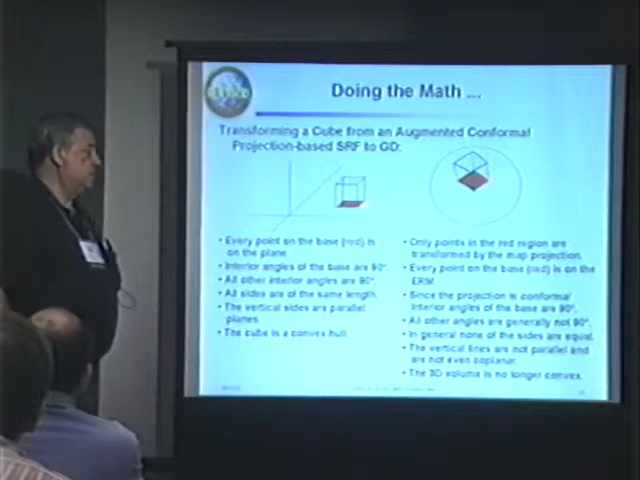 Doing the Math ...
Transforming a Cube from an Augmented Conformal
Projection-based SRF to GD.
• Every point on the base (red) is
on the plane.
• Interior angles of the base are 90°.
• All other interior angles are 90°.
• All sides are of the same length.
• The vertical sides are parallel
planes.
• The cube is a convex hull.
• Only points in the red region are
transformed by the map projection.
• Every point on the base (red) is on the
ERM.
• Since the projection is conformal
interior angles of the base are 90°.
• All other angles are generally not 90°.
• In general none of the sides are equal.
• The vertical lines are not parallel and
are not even coplanar.
• The 3D volume is no longer convex.